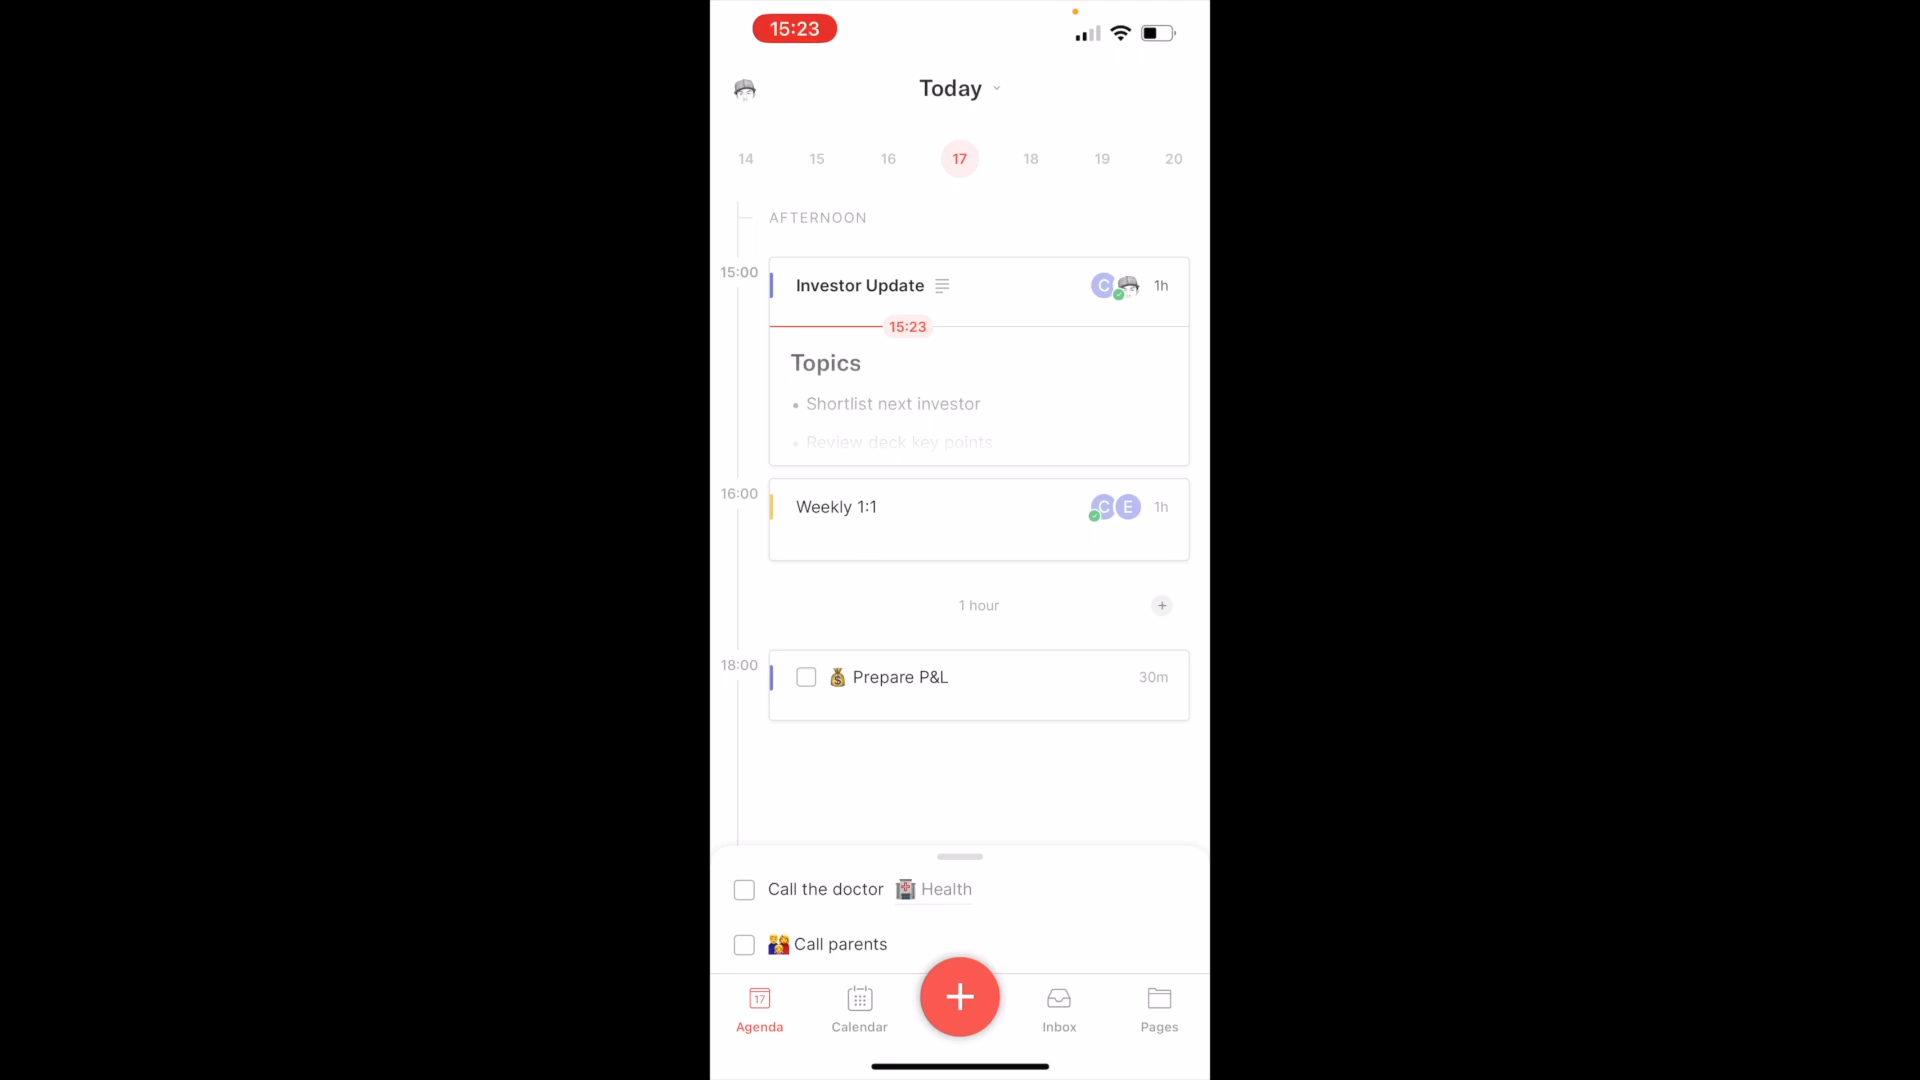 15:23
Today
14 15 16 17 18 19 20
AFTERNOON
15:00
Investor Update C 1h
15:23
Topics
• Shortlist next investor
• Review deck key points
16:00
Weekly 1:1 C E 1h
1 hour +
18:00
Prepare P&L 30m
Call the doctor Health
Call parents
17
Agenda Calendar + Inbox Pages